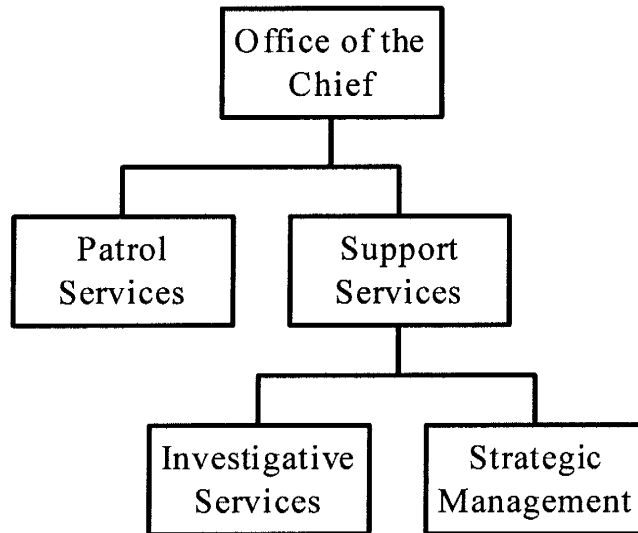 Office of the
Chief
Patrol
Services
Support
Services
Investigative
Services
Strategic
Management